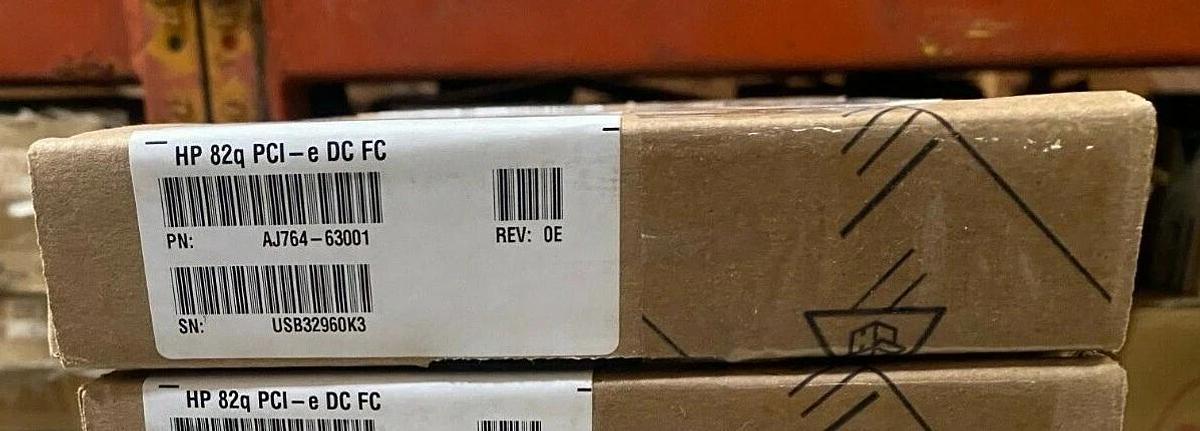 HP 82q PCI-e DC FC
PN: AJ764-63001
REV: 0E
SN: USB32960K3
HP 82q PCI-e DC FC